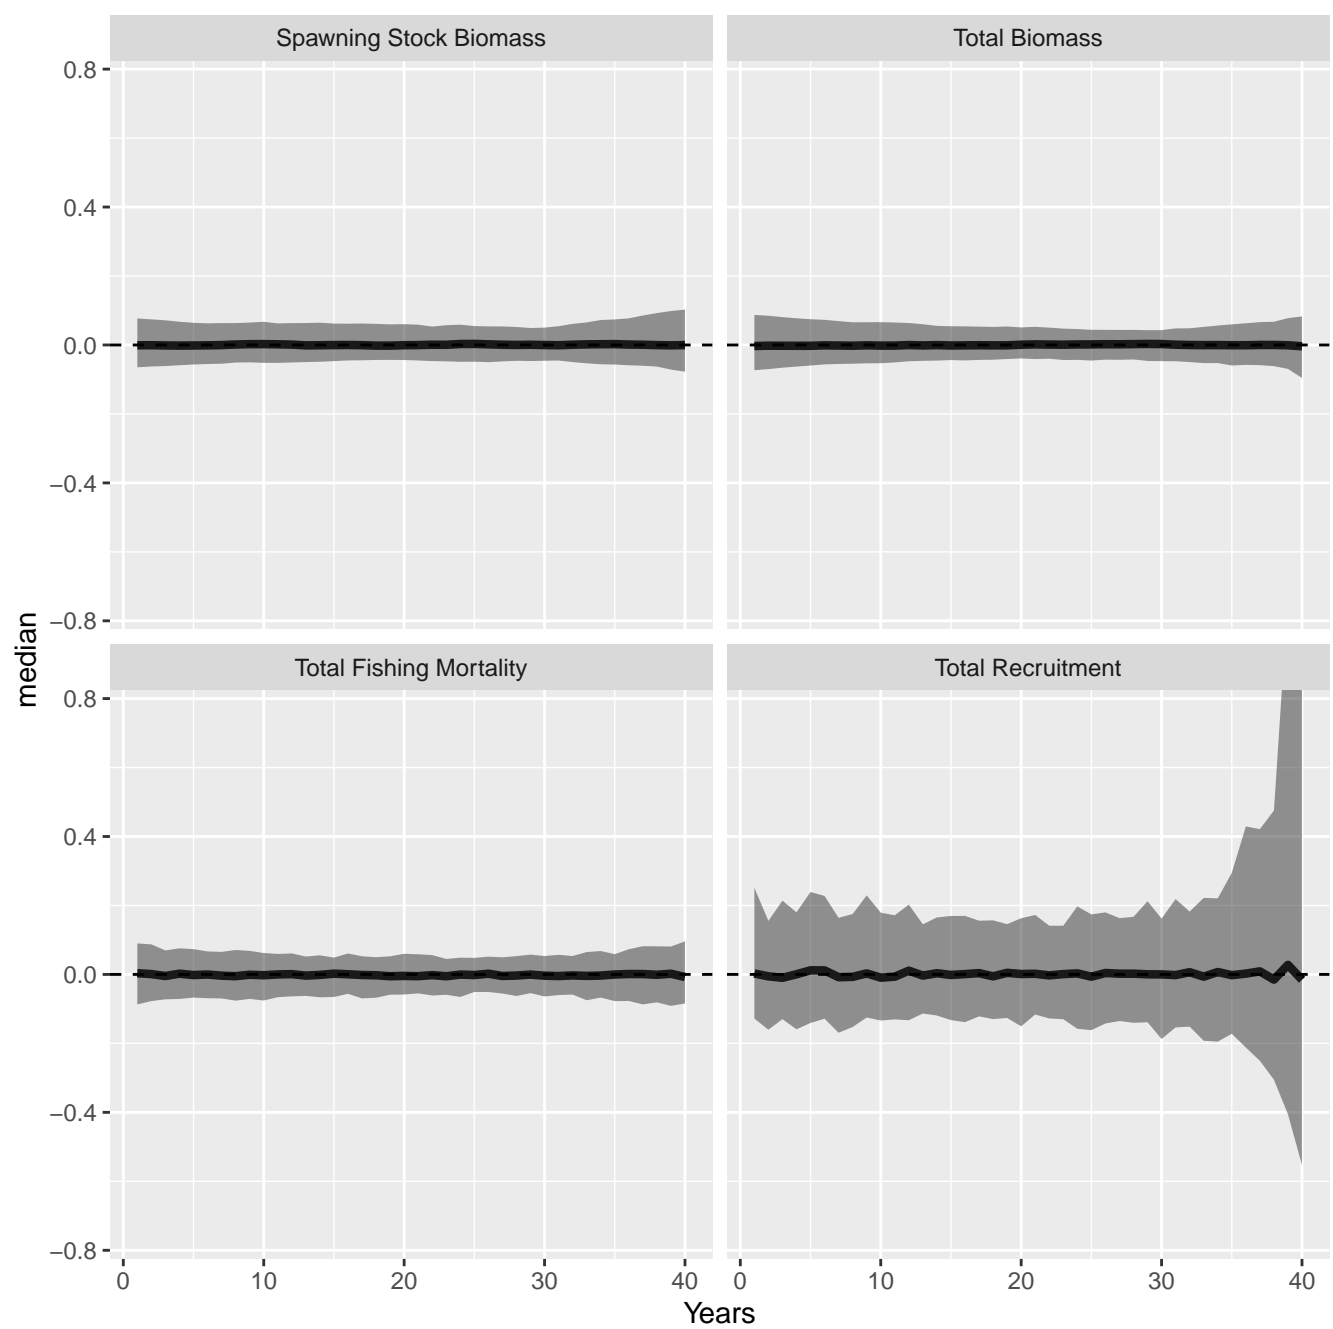 Spawning Stock Biomass
Total Biomass
0.8
0.4
0.0
−0.4
−0.8
median
Total Fishing Mortality
Total Recruitment
0.8
0.4
0.0
−0.4
−0.8
0 10 20 30 40
0 10 20 30 40
Years